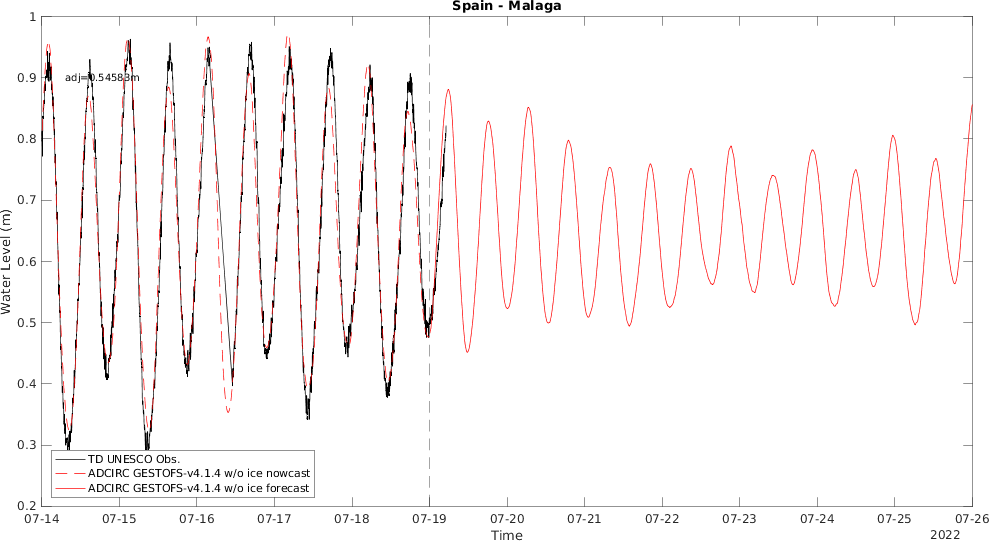 Spain - Malaga
Water Level (m)
1
0.9
0.8
0.7
0.6
0.5
0.4
0.3
0.2
adj=0.54583m
TD UNESCO Obs.
ADCIRC GESTOFS-v4.1.4 w/o ice nowcast
ADCIRC GESTOFS-v4.1.4 w/o ice forecast
07-14 07-15 07-16 07-17 07-18 07-19 07-20 07-21 07-22 07-23 07-24 07-25 07-26
Time
2022